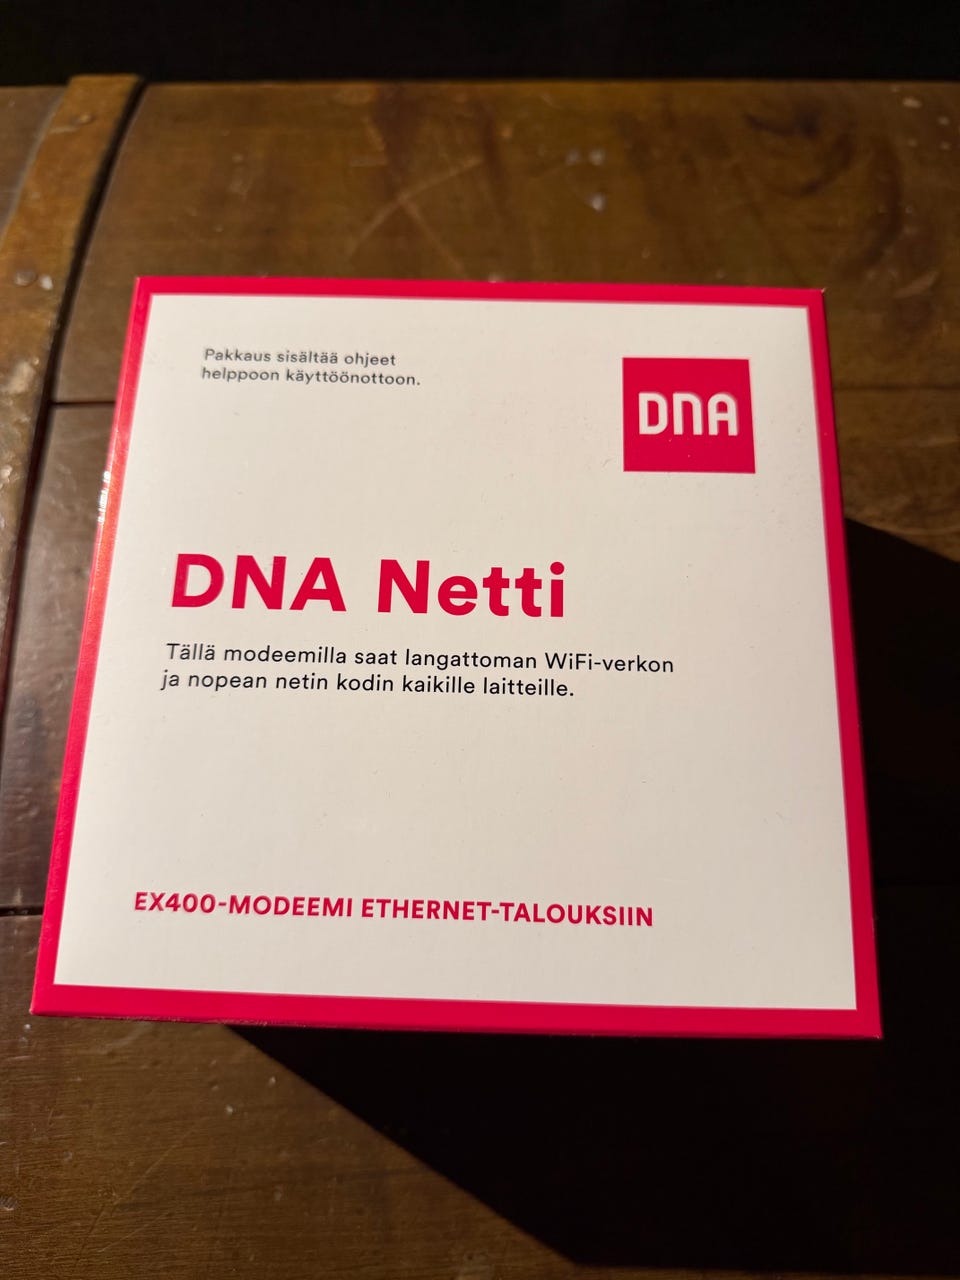 Pakkaus sisältää ohjeet
helppoon käyttöönottoon.
DNA
DNA Netti
Tällä modeemilla saat langattoman WiFi-verkon
ja nopean netin kodin kaikille laitteille.
EX400-MODEEMI ETHERNET-TALOUKSIIN